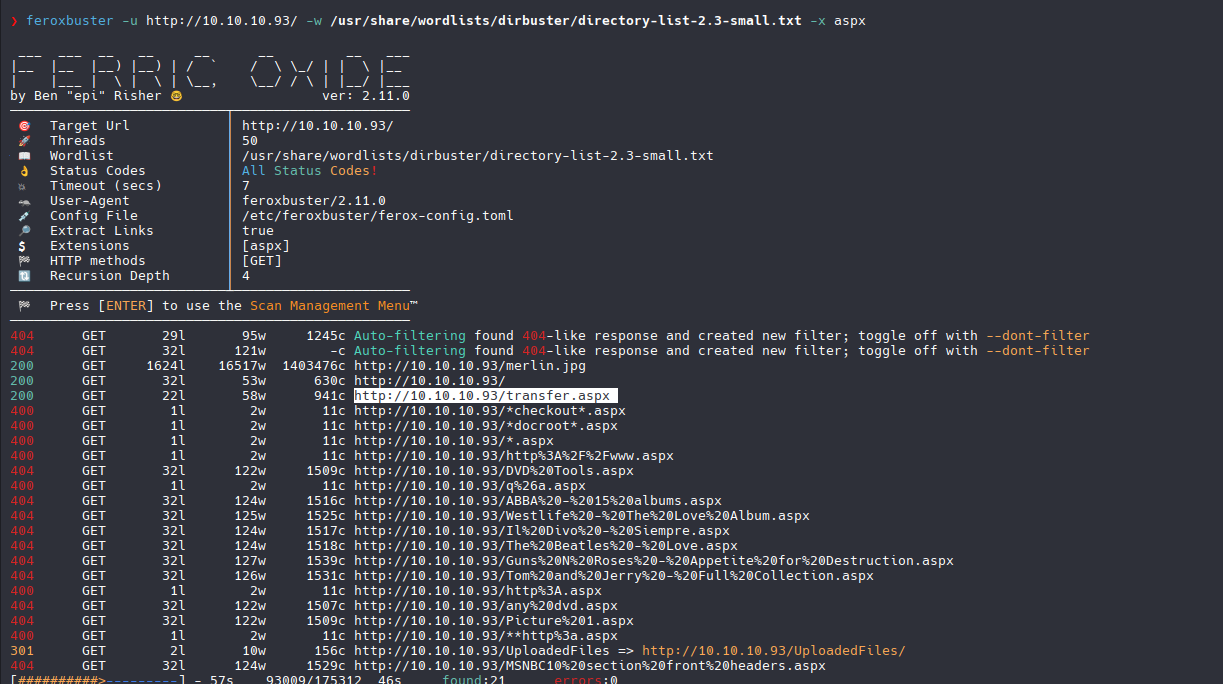 ❯ feroxbuster -u http://10.10.10.93/ -w /usr/share/wordlists/dirbuster/directory-list-2.3-small.txt -x aspx
FERRIC OXIDE
by Ben "epi" Risher 🤓 ver: 2.11.0
🎯 Target Url │ http://10.10.10.93/
🚀 Threads │ 50
📖 Wordlist │ /usr/share/wordlists/dirbuster/directory-list-2.3-small.txt
👌 Status Codes │ All Status Codes!
💥 Timeout (secs) │ 7
🦡 User-Agent │ feroxbuster/2.11.0
💉 Config File │ /etc/feroxbuster/ferox-config.toml
🔎 Extract Links │ true
💲 Extensions │ [aspx]
🏁 HTTP methods │ [GET]
🔃 Recursion Depth │ 4
🏁 Press [ENTER] to use the Scan Management Menu™
404 GET 29l 95w 1245c Auto-filtering found 404-like response and created new filter; toggle off with --dont-filter
404 GET 32l 121w -c Auto-filtering found 404-like response and created new filter; toggle off with --dont-filter
200 GET 1624l 16517w 1403476c http://10.10.10.93/merlin.jpg
200 GET 32l 53w 630c http://10.10.10.93/
200 GET 22l 58w 941c http://10.10.10.93/transfer.aspx
400 GET 1l 2w 11c http://10.10.10.93/*checkout*.aspx
400 GET 1l 2w 11c http://10.10.10.93/*docroot*.aspx
400 GET 1l 2w 11c http://10.10.10.93/*.aspx
400 GET 1l 2w 11c http://10.10.10.93/http%3A%2F%2Fwww.aspx
404 GET 32l 122w 1509c http://10.10.10.93/DVD%20Tools.aspx
400 GET 1l 2w 11c http://10.10.10.93/q%26a.aspx
404 GET 32l 124w 1516c http://10.10.10.93/ABBA%20-%2015%20albums.aspx
404 GET 32l 125w 1525c http://10.10.10.93/Westlife%20-%20The%20Love%20Album.aspx
404 GET 32l 124w 1517c http://10.10.10.93/Il%20Divo%20-%20Siempre.aspx
404 GET 32l 124w 1518c http://10.10.10.93/The%20Beatles%20-%20Love.aspx
404 GET 32l 127w 1539c http://10.10.10.93/Guns%20N%20Roses%20-%20Appetite%20for%20Destruction.aspx
404 GET 32l 126w 1531c http://10.10.10.93/Tom%20and%20Jerry%20-%20Full%20Collection.aspx
400 GET 1l 2w 11c http://10.10.10.93/http%3A.aspx
404 GET 32l 122w 1507c http://10.10.10.93/any%20dvd.aspx
404 GET 32l 122w 1509c http://10.10.10.93/Picture%201.aspx
400 GET 1l 2w 11c http://10.10.10.93/**http%3a.aspx
301 GET 2l 10w 156c http://10.10.10.93/UploadedFiles => http://10.10.10.93/UploadedFiles/
404 GET 32l 124w 1529c http://10.10.10.93/MSNBC10%20section%20front%20headers.aspx
[##########>---------] - 57s 93009/175312 46s found:21 errors:0